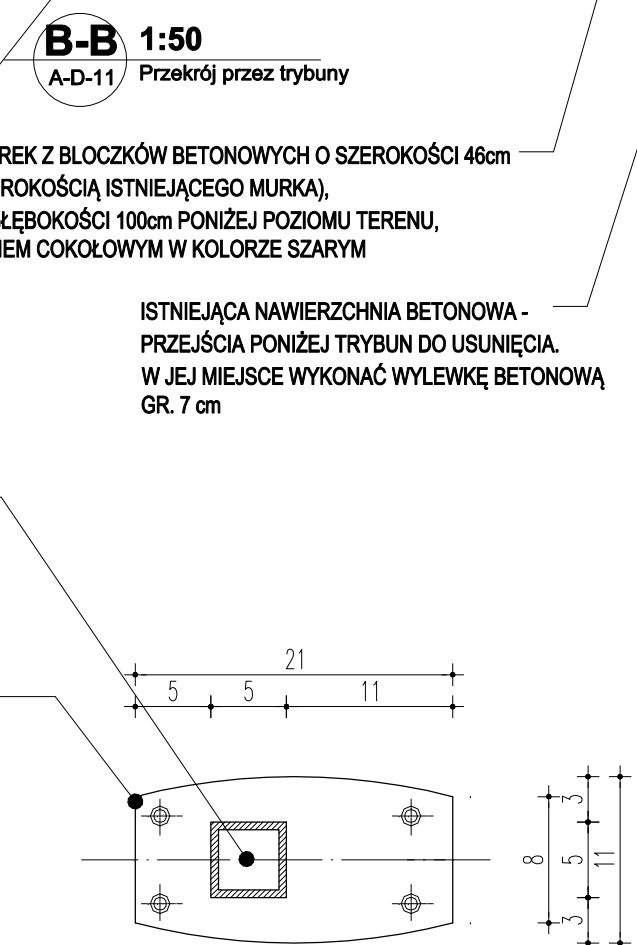 B-B 1:50
A-D-11 Przekrój przez trybuny
REK Z BLOCZKÓW BETONOWYCH O SZEROKOŚCI 46cm
ROKOŚCIĄ ISTNIEJĄCEGO MURKA),
ŁĘBOKOŚCI 100cm PONIŻEJ POZIOMU TERENU,
IEM COKOŁOWYM W KOLORZE SZARYM
ISTNIEJĄCA NAWIERZCHNIA BETONOWA -
PRZEJŚCIA PONIŻEJ TRYBUN DO USUNIĘCIA.
W JEJ MIEJSCE WYKONAĆ WYLEWKĘ BETONOWĄ
GR. 7 cm
21
5 5 11
3
8 5 11
3